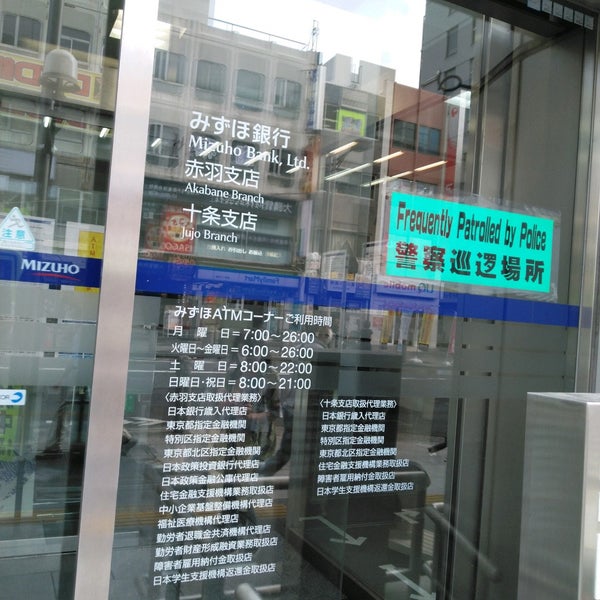 みずほ銀行
Mizuho Bank, Ltd.
赤羽支店
Akabane Branch
十条支店
Jujo Branch
Frequently Patrolled by Police
警察巡逻場所
注意
MIZUHO
FamilyMart
UQ mobile
みずほATMコーナーご利用時間
月曜日=7:00～26:00
火曜日～金曜日=6:00～26:00
土曜日=8:00～22:00
日曜日・祝日=8:00～21:00
〈赤羽支店取扱代理業務〉
日本銀行歳入代理店
東京都指定金融機関
特別区指定金融機関
東京都北区指定金融機関
日本政策投資銀行代理店
日本政策金融公庫代理店
住宅金融支援機構業務取扱店
中小企業基盤整備機構代理店
福祉医療機構代理店
勤労者退職金共済機構代理店
勤労者財産形成融資業務取扱店
障害者雇用納付金取扱店
日本学生支援機構返還金取扱店
〈十条支店取扱代理業務〉
日本銀行歳入代理店
東京都指定金融機関
特別区指定金融機関
東京都北区指定金融機関
住宅金融支援機構業務取扱店
障害者雇用納付金取扱店
日本学生支援機構返還金取扱店